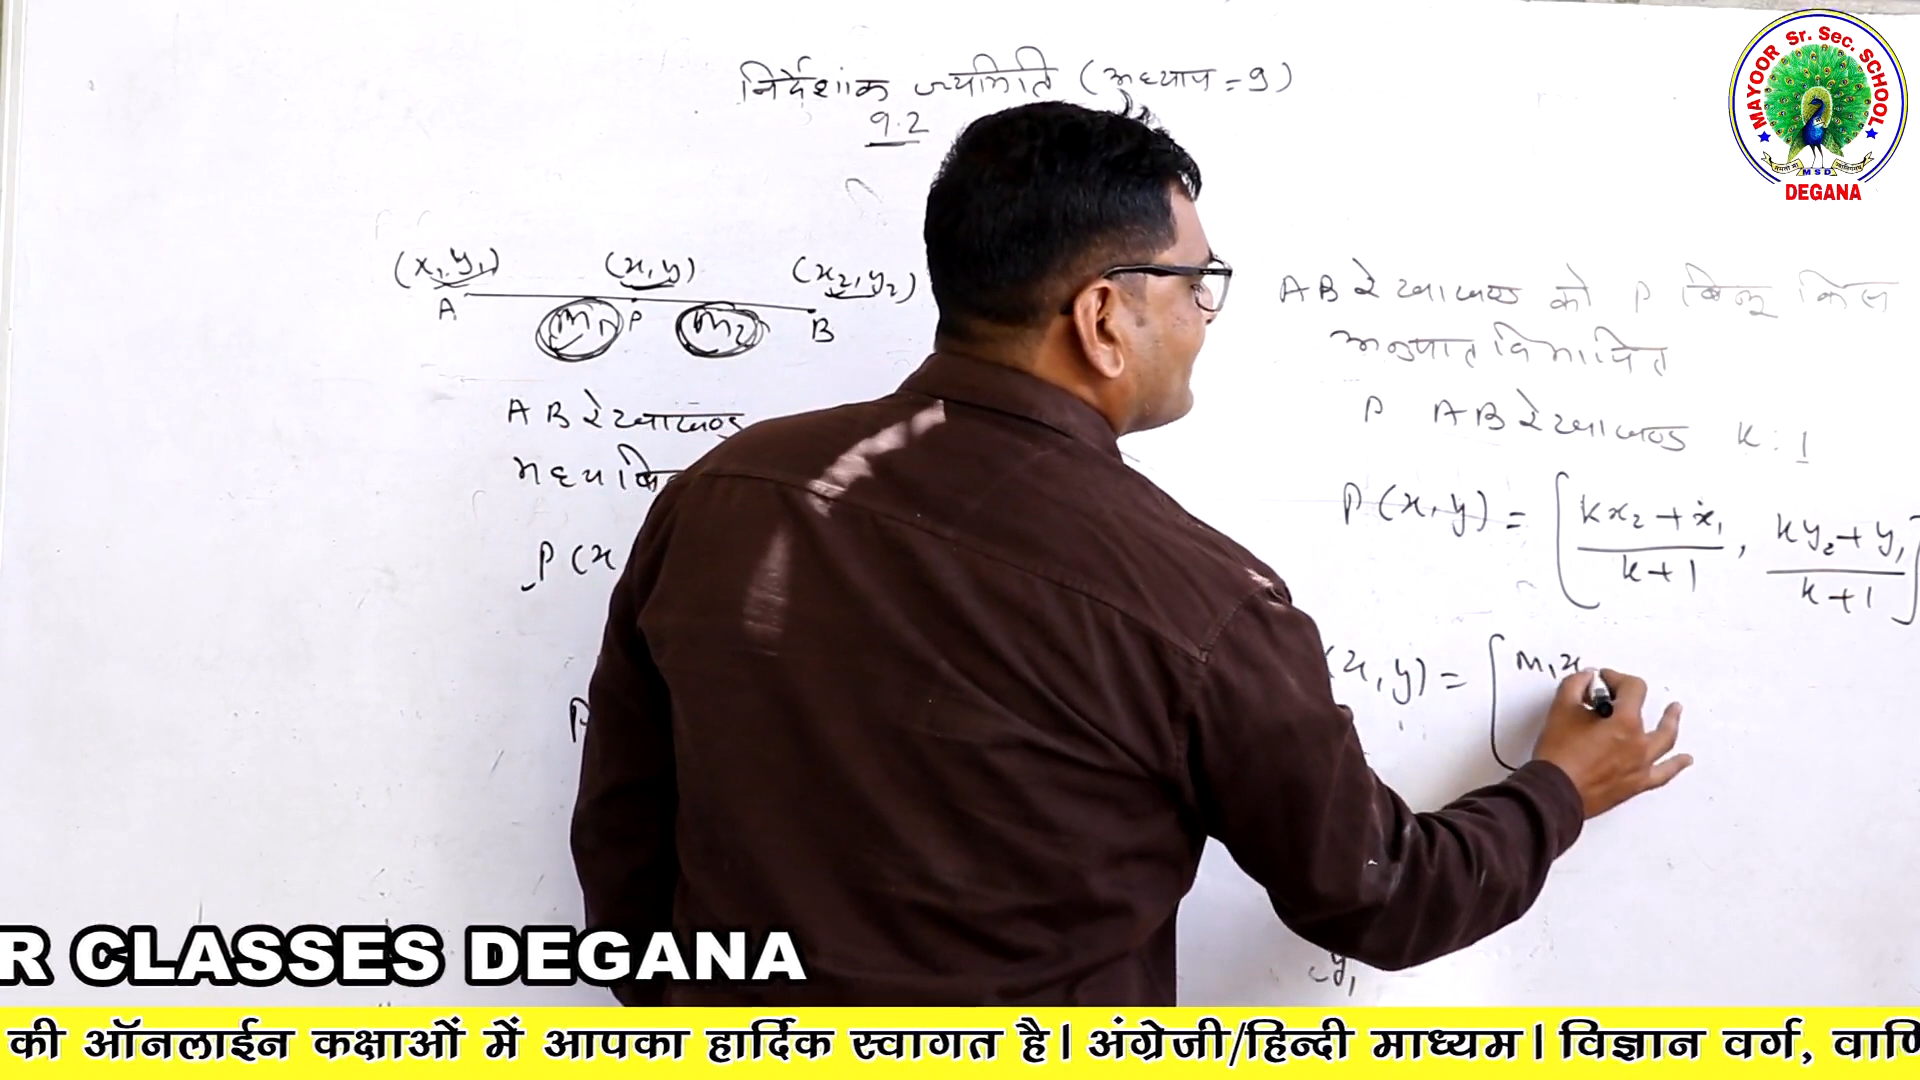 निर्देशांक ज्यामिति (अध्याय = 9)
9.2
MAYOOR Sr. Sec. SCHOOL
MSD
DEGANA
(x₁, y₁) (x, y) (x₂, y₂)
A m₁ P m₂ B
AB रेखाखण्ड
मध्य
P(x
P
AB रेखाखण्ड को P बिन्दू किस
अनुपात विभाजित
P AB रेखाखण्ड K : 1
P(x, y) = [kx₂ + x₁ / k + 1, ky₂ + y₁ / k + 1]
(x, y) = [m₁x
y₁
R CLASSES DEGANA
की ऑनलाईन कक्षाओं में आपका हार्दिक स्वागत है। अंग्रेजी/हिन्दी माध्यम। विज्ञान वर्ग,